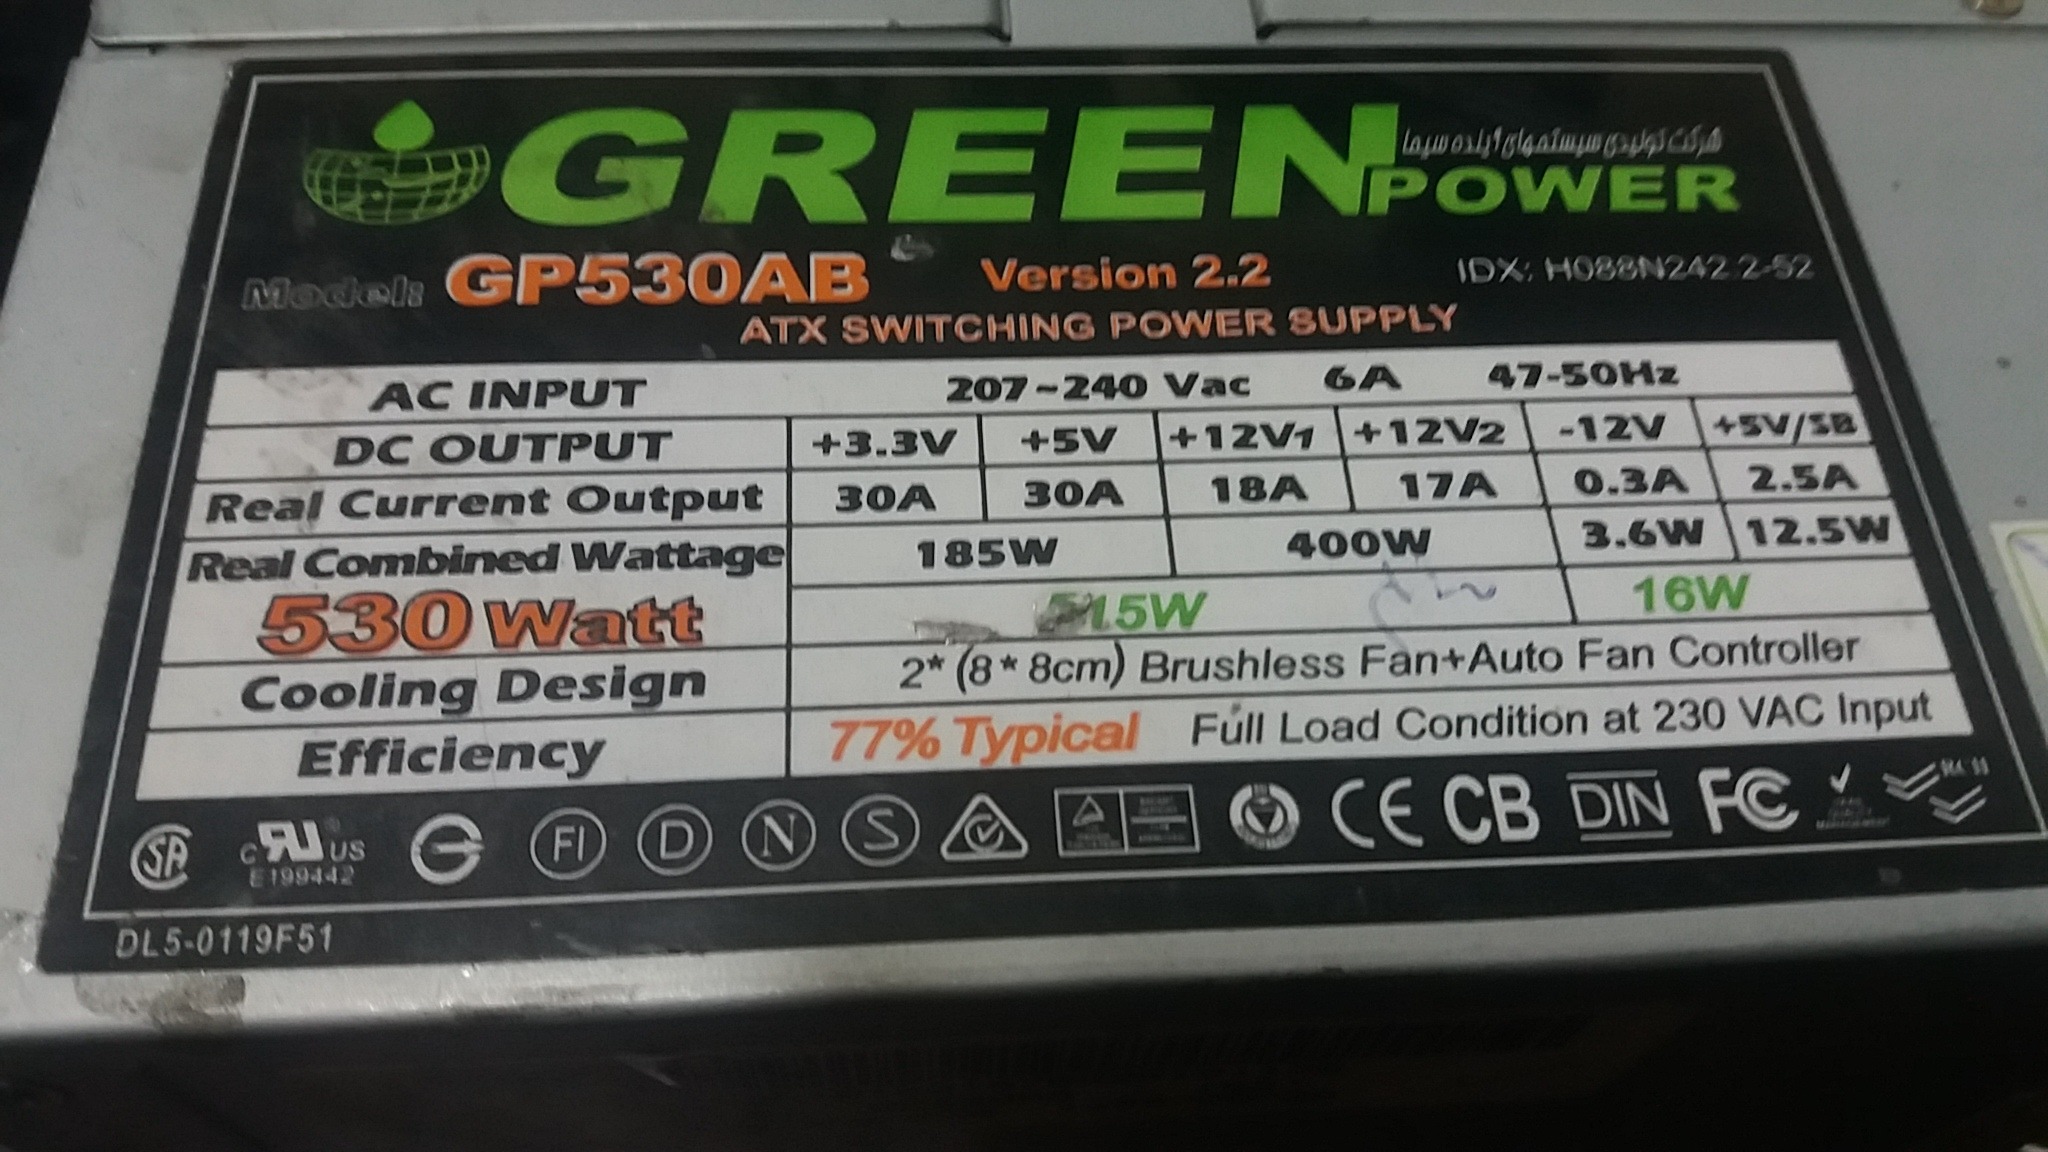 GREEN
شرکت تولیدی سیستمهای
POWER
Model: GP530AB Version 2.2 IDX: H088N242.2-52
ATX SWITCHING POWER SUPPLY
AC INPUT 207~240 Vac 6A 47-50Hz
DC OUTPUT +3.3V +5V +12V1 +12V2 -12V +5V/SB
Real Current Output 30A 30A 18A 17A 0.3A 2.5A
Real Combined Wattage 185W 400W 3.6W 12.5W
530 Watt 515W 16W
Cooling Design 2* (8* 8cm) Brushless Fan+Auto Fan Controller
Efficiency 77% Typical Full Load Condition at 230 VAC Input
SA C RU US FI D N S CE CB DIN FC
E199442
DL5-0119F51